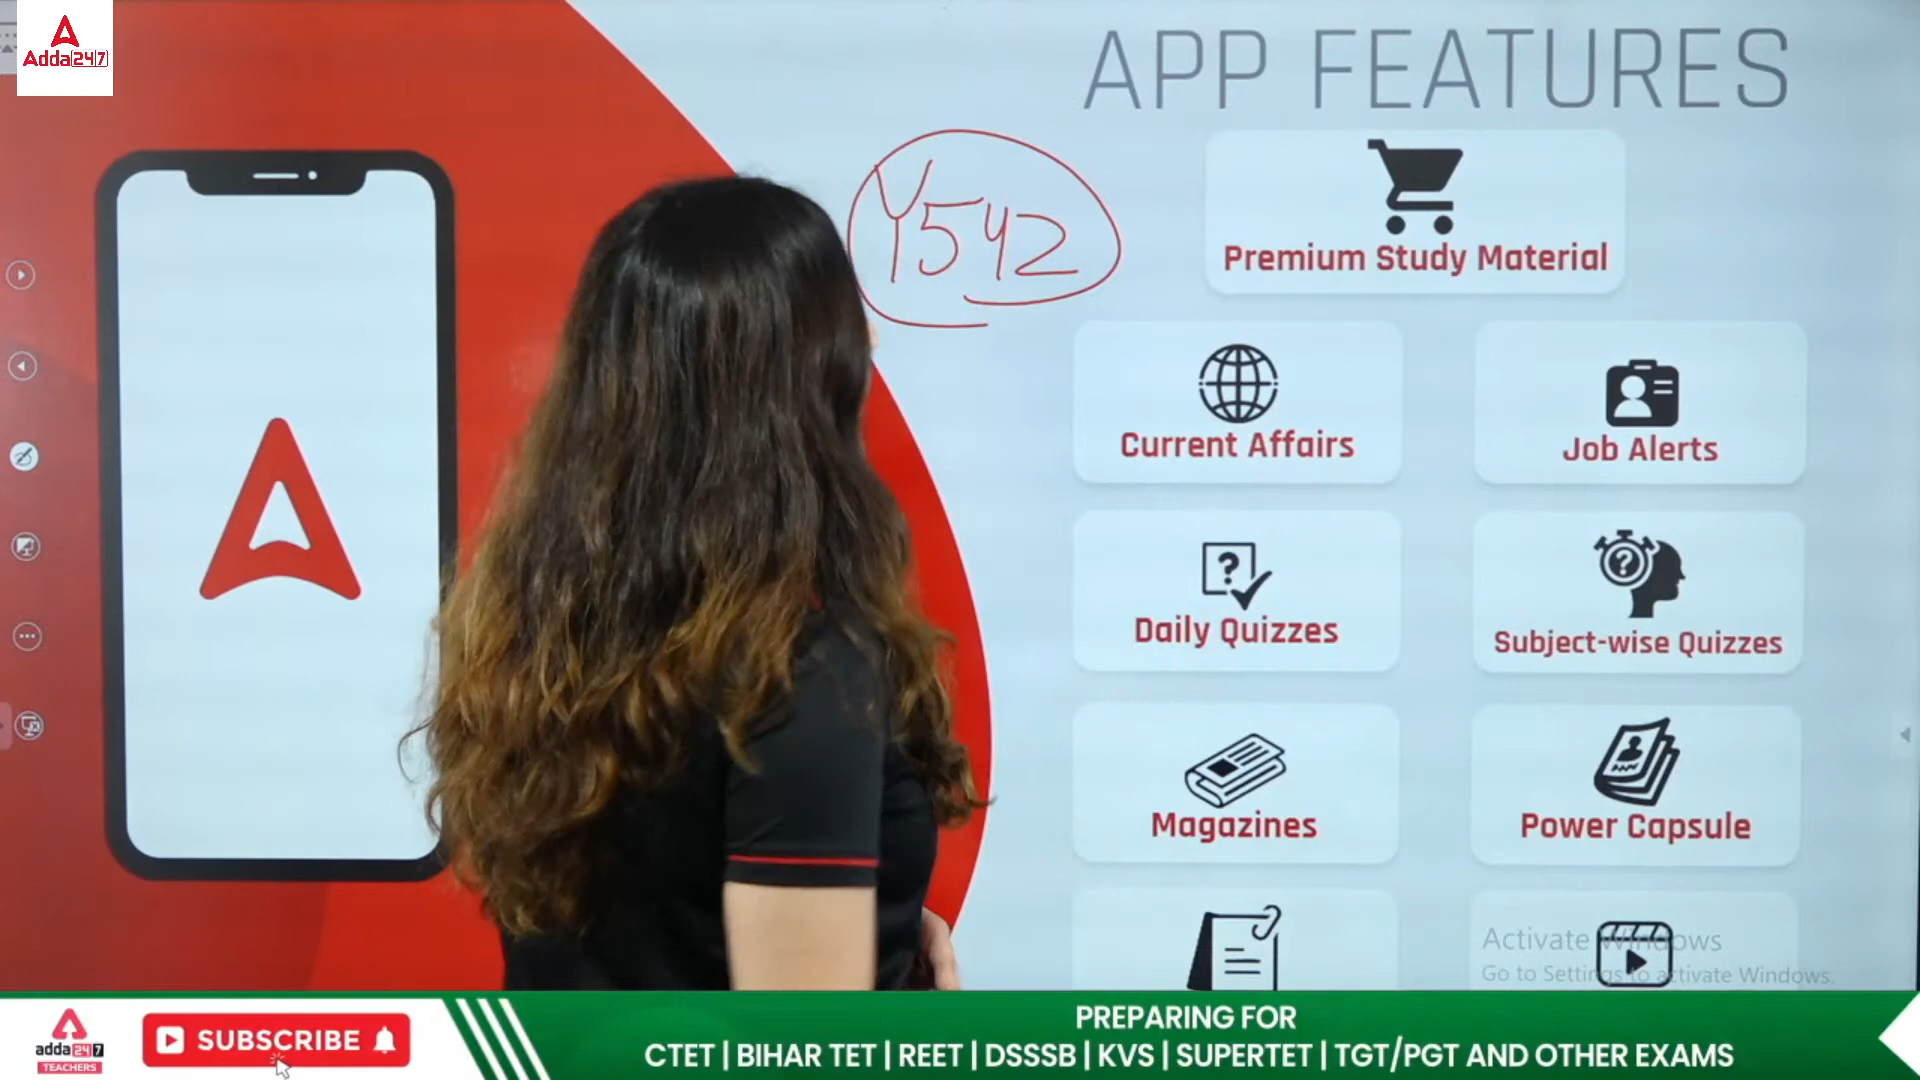 Adda247
APP FEATURES
Y542
Premium Study Material
Current Affairs
Job Alerts
Daily Quizzes
Subject-wise Quizzes
Magazines
Power Capsule
Activate Windows
Go to Settings to activate Windows.
adda247
TEACHERS
SUBSCRIBE
PREPARING FOR
CTET | BIHAR TET | REET | DSSSB | KVS | SUPERTET | TGT/PGT AND OTHER EXAMS